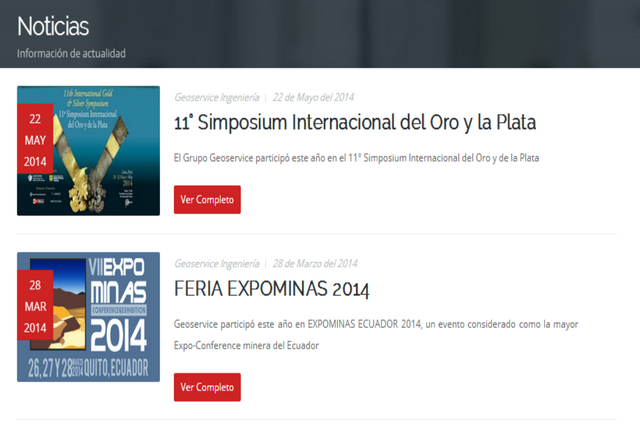 Noticias
Información de actualidad
11th International Gold
& Silver Symposium
11º Simposium Internacional
del Oro y de la Plata
22
MAY
2014
2014
Geoservice Ingeniería | 22 de Mayo del 2014
11° Simposium Internacional del Oro y la Plata
El Grupo Geoservice participó este año en el 11° Simposium Internacional del Oro y de la Plata
Ver Completo
VII EXPO
MINAS
CONFERENCE & EXHIBITION
2014
26, 27 Y 28 MARZO 2014 QUITO, ECUADOR
28
MAR
2014
Geoservice Ingeniería | 28 de Marzo del 2014
FERIA EXPOMINAS 2014
Geoservice participó este año en EXPOMINAS ECUADOR 2014, un evento considerado como la mayor
Expo-Conference minera del Ecuador
Ver Completo